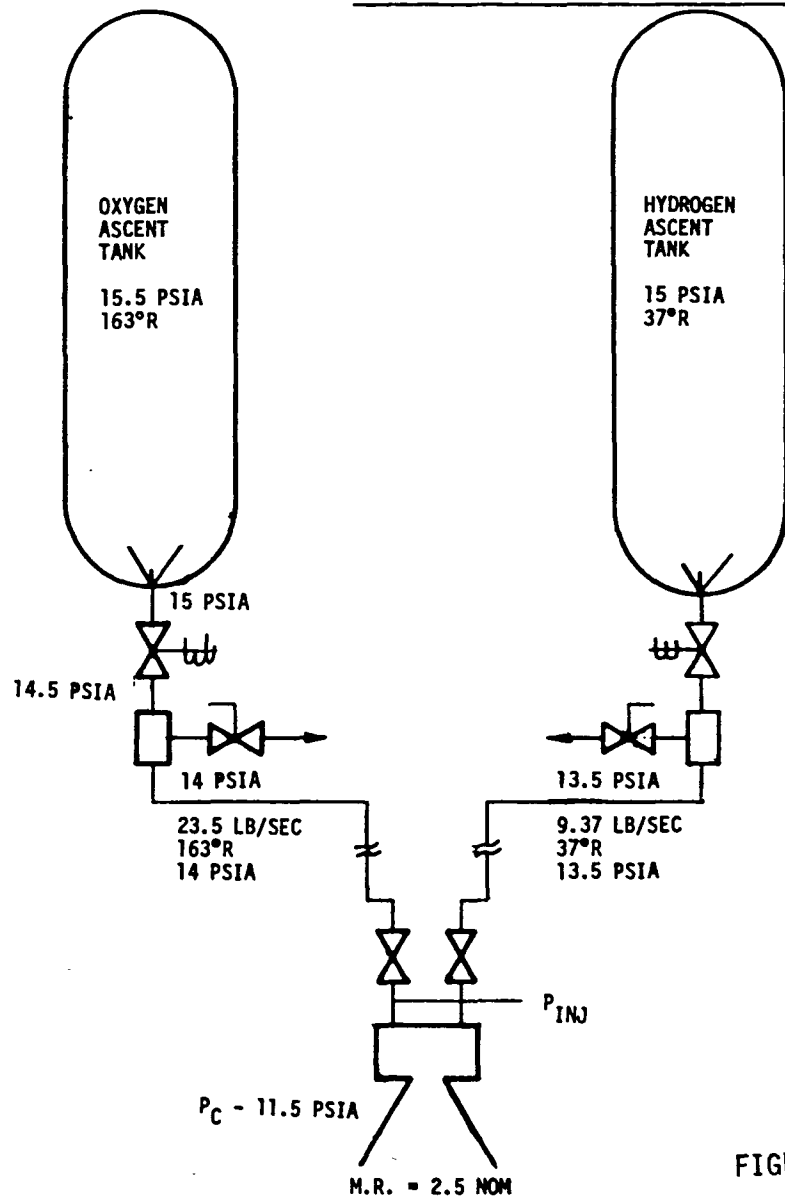 OXYGEN
ASCENT
TANK
15.5 PSIA
163°R
HYDROGEN
ASCENT
TANK
15 PSIA
37°R
15 PSIA
14.5 PSIA
14 PSIA
13.5 PSIA
23.5 LB/SEC
163°R
14 PSIA
9.37 LB/SEC
37°R
13.5 PSIA
P_INJ
P_C - 11.5 PSIA
M.R. = 2.5 NOM